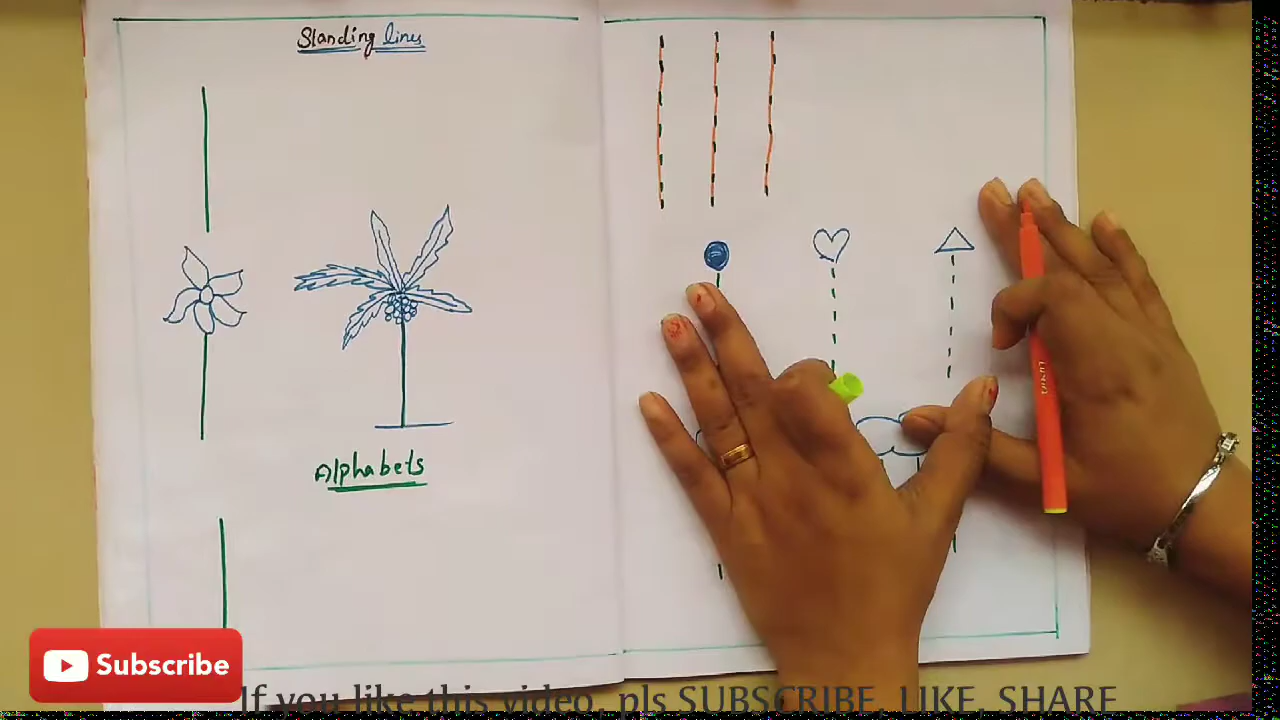 Standing lines
Alphabets
Subscribe
If you like this video, pls SUBSCRIBE, LIKE, SHARE